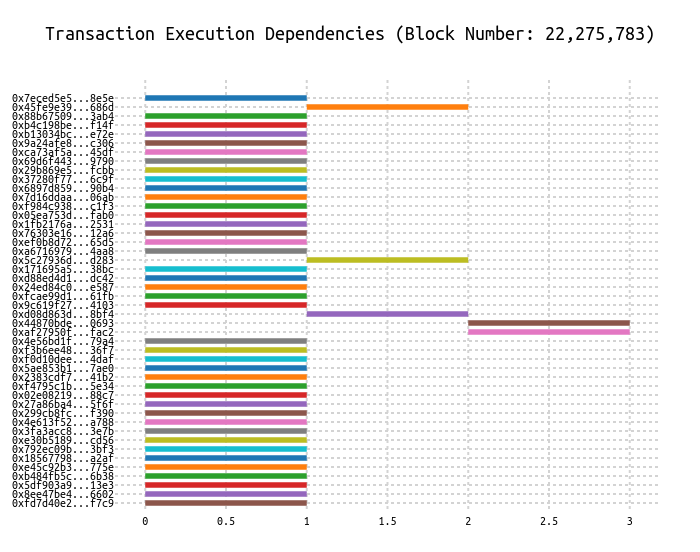 Transaction Execution Dependencies (Block Number: 22,275,783)
0x7eced5e5...8e5e
0x45fe9e39...686d
0x88b67509...3ab4
0xb4c198be...f14f
0xb13034bc...e72e
0x9a24afe8...c306
0xca73af5a...45df
0x69d6f443...9790
0x29b869e5...fcbb
0x37280f77...6c9f
0x6897d859...90b4
0x7d16ddaa...06ab
0xf984c938...c1f3
0x05ea753d...fab0
0x1fb2176a...2531
0x76303e16...12a6
0xef0b8d72...65d5
0xa6716979...4aa8
0x5c27936d...d283
0x171695a5...38bc
0xd88ed4d1...dc42
0x24ed84c0...e587
0xfcae99d1...61fb
0x9c619f27...4103
0xd08d863d...8bf4
0x44870bde...0693
0xaf27950f...fac2
0x4e56bd1f...79a4
0xf3b6ee48...36f7
0xf0d10dee...4daf
0x5ae853b1...7ae0
0x2383cdf7...41b2
0xf4795c1b...5e34
0x02e08219...88c7
0x27a86ba4...5f6f
0x299cb8fc...f390
0x4e613f52...a788
0x3fa3acc8...3e7b
0xe30b5189...cd56
0x792ec09b...3bf3
0x18567798...a2af
0xe45c92b3...775e
0xb484fb5c...6b38
0x5df903a9...13e3
0x8ee47be4...6602
0xfd7d40e2...f7c9
0 0.5 1 1.5 2 2.5 3